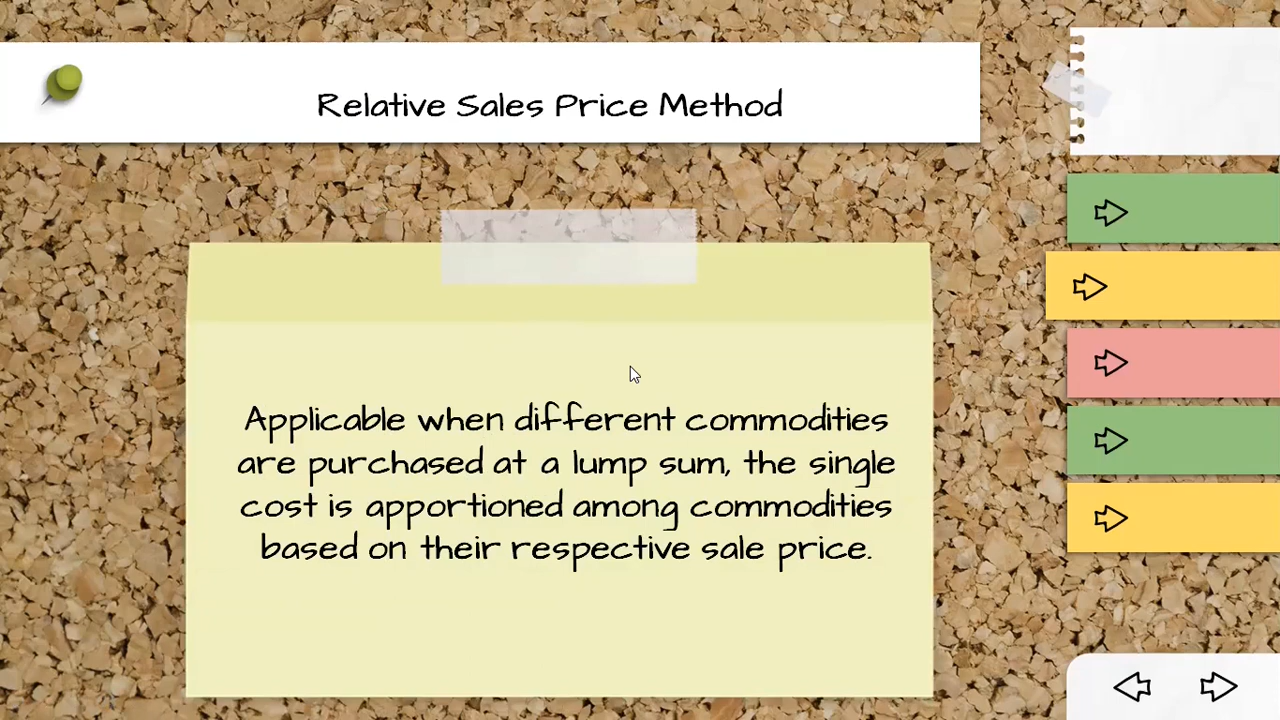 Relative Sales Price Method
Applicable when different commodities
are purchased at a lump sum, the single
cost is apportioned among commodities
based on their respective sale price.